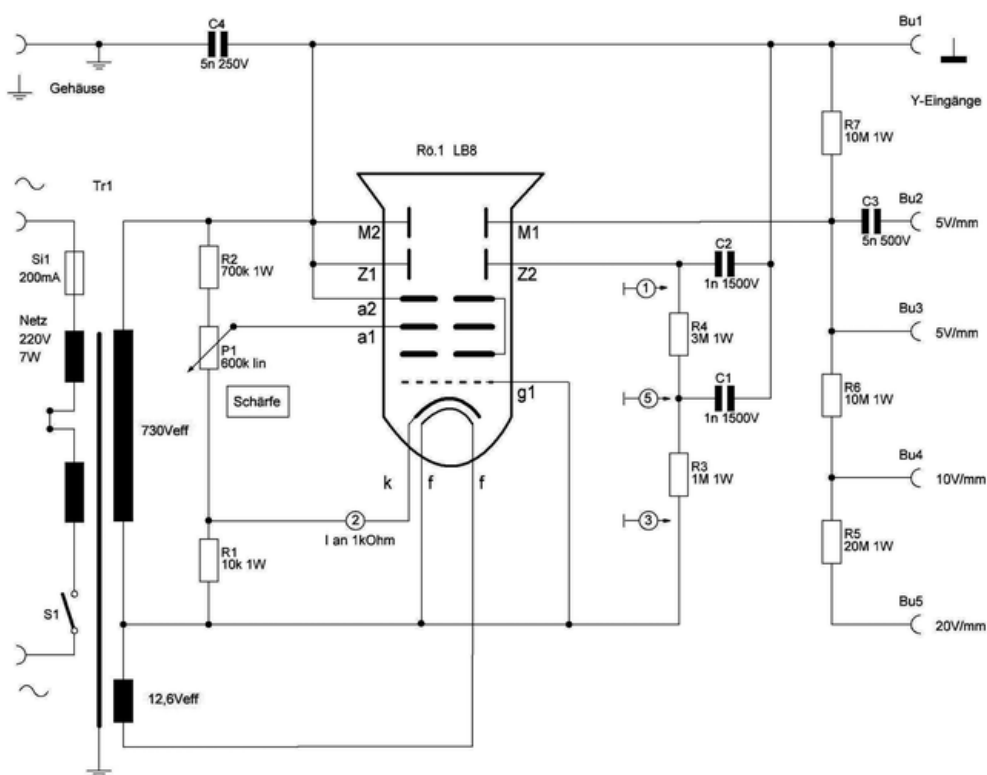 C4
5n 250V
Bu1
Gehäuse
Y-Eingänge
R7
10M 1W
Rö.1 LB8
Tr1
C3
5n 500V
Bu2
5V/mm
M2
M1
Si1
200mA
R2
700k 1W
Z1
Z2
C2
1n 1500V
1
a2
Netz
220V
7W
P1
600k lin
a1
R4
3M 1W
Bu3
5V/mm
Schärfe
g1
5
C1
1n 1500V
R6
10M 1W
730Veff
k
f
f
R3
1M 1W
Bu4
10V/mm
2
I an 1kOhm
3
R1
10k 1W
R5
20M 1W
S1
Bu5
20V/mm
12,6Veff